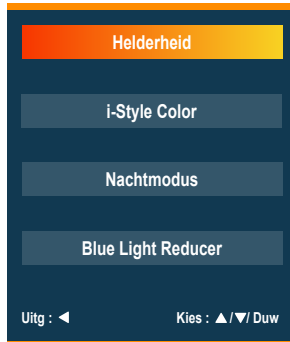 Helderheid
i-Style Color
Nachtmodus
Blue Light Reducer
Uitg : ◀ Kies : ▲/▼/ Duw